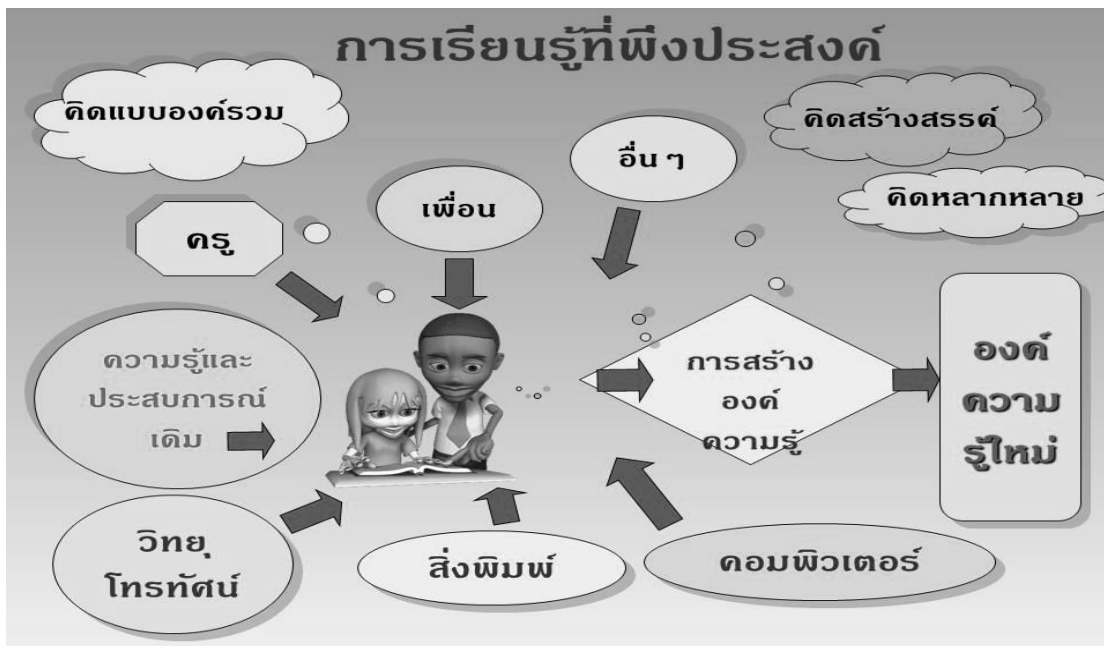 การเรียนรู้ที่พึงประสงค์
คิดแบบองค์รวม
คิดสร้างสรรค์
อื่น ๆ
คิดหลากหลาย
เพื่อน
ครู
ความรู้และ
ประสบการณ์
เดิม
การสร้าง
องค์
ความรู้
องค์
ความ
รู้ใหม่
วิทยุ
โทรทัศน์
สิ่งพิมพ์
คอมพิวเตอร์